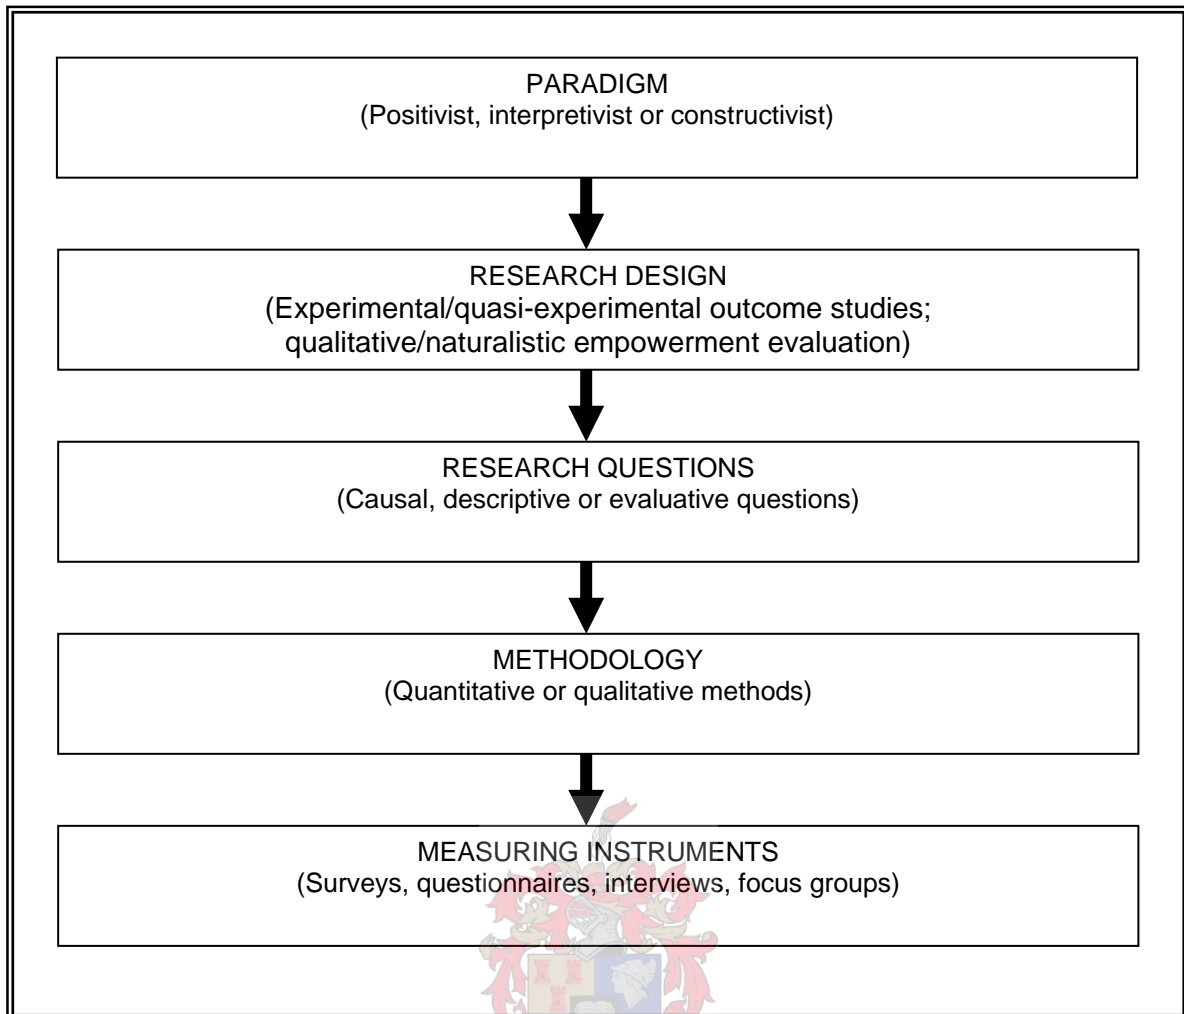 PARADIGM
(Positivist, interpretivist or constructivist)
RESEARCH DESIGN
(Experimental/quasi-experimental outcome studies;
qualitative/naturalistic empowerment evaluation)
RESEARCH QUESTIONS
(Causal, descriptive or evaluative questions)
METHODOLOGY
(Quantitative or qualitative methods)
MEASURING INSTRUMENTS
(Surveys, questionnaires, interviews, focus groups)